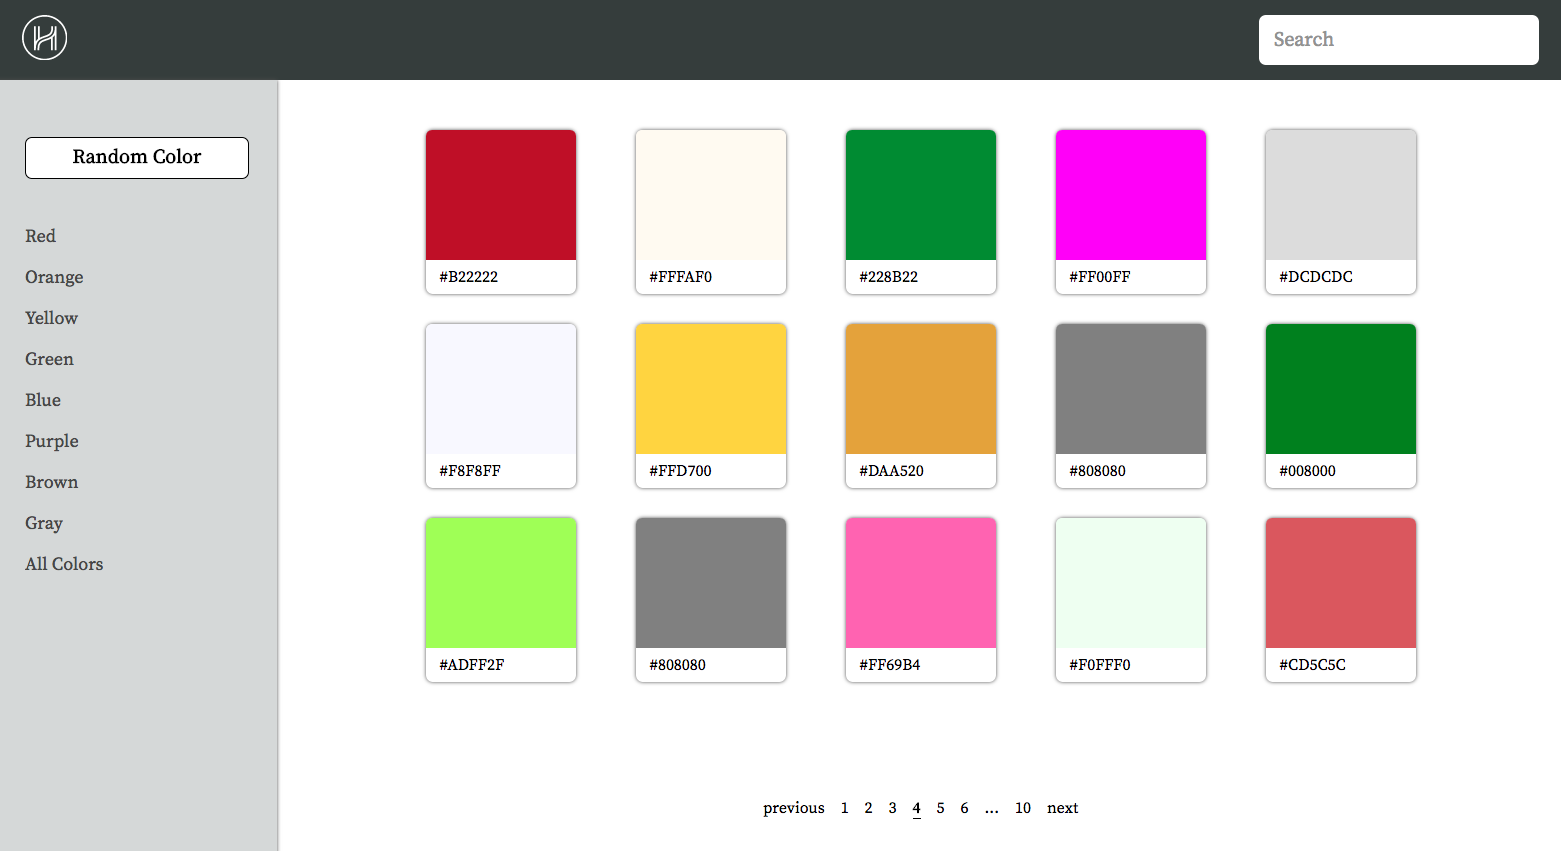 Search
Random Color
Red
Orange
Yellow
Green
Blue
Purple
Brown
Gray
All Colors
#B22222 #FFFAF0 #228B22 #FF00FF #DCDCDC
#F8F8FF #FFD700 #DAA520 #808080 #008000
#ADFF2F #808080 #FF69B4 #F0FFF0 #CD5C5C
previous 1 2 3 4 5 6 ... 10 next